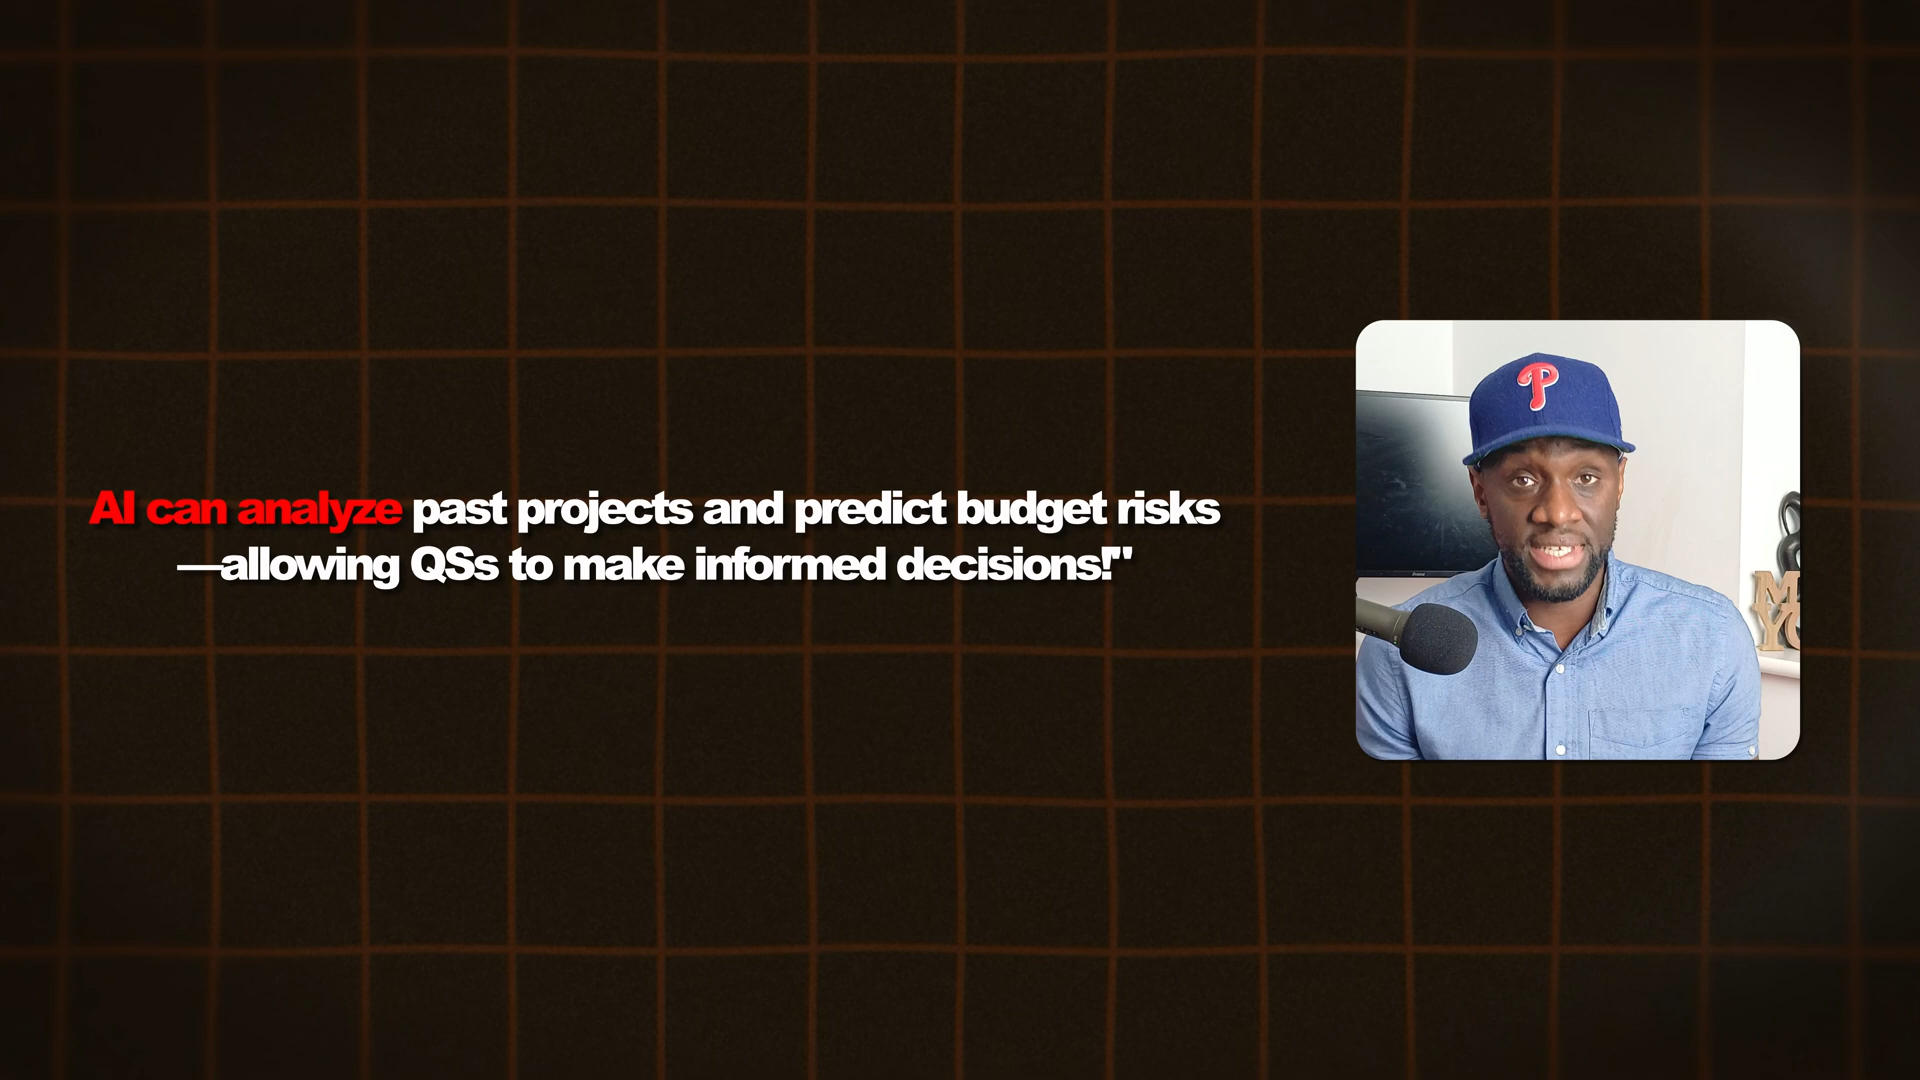 AI can analyze past projects and predict budget risks
—allowing QSs to make informed decisions!"
P